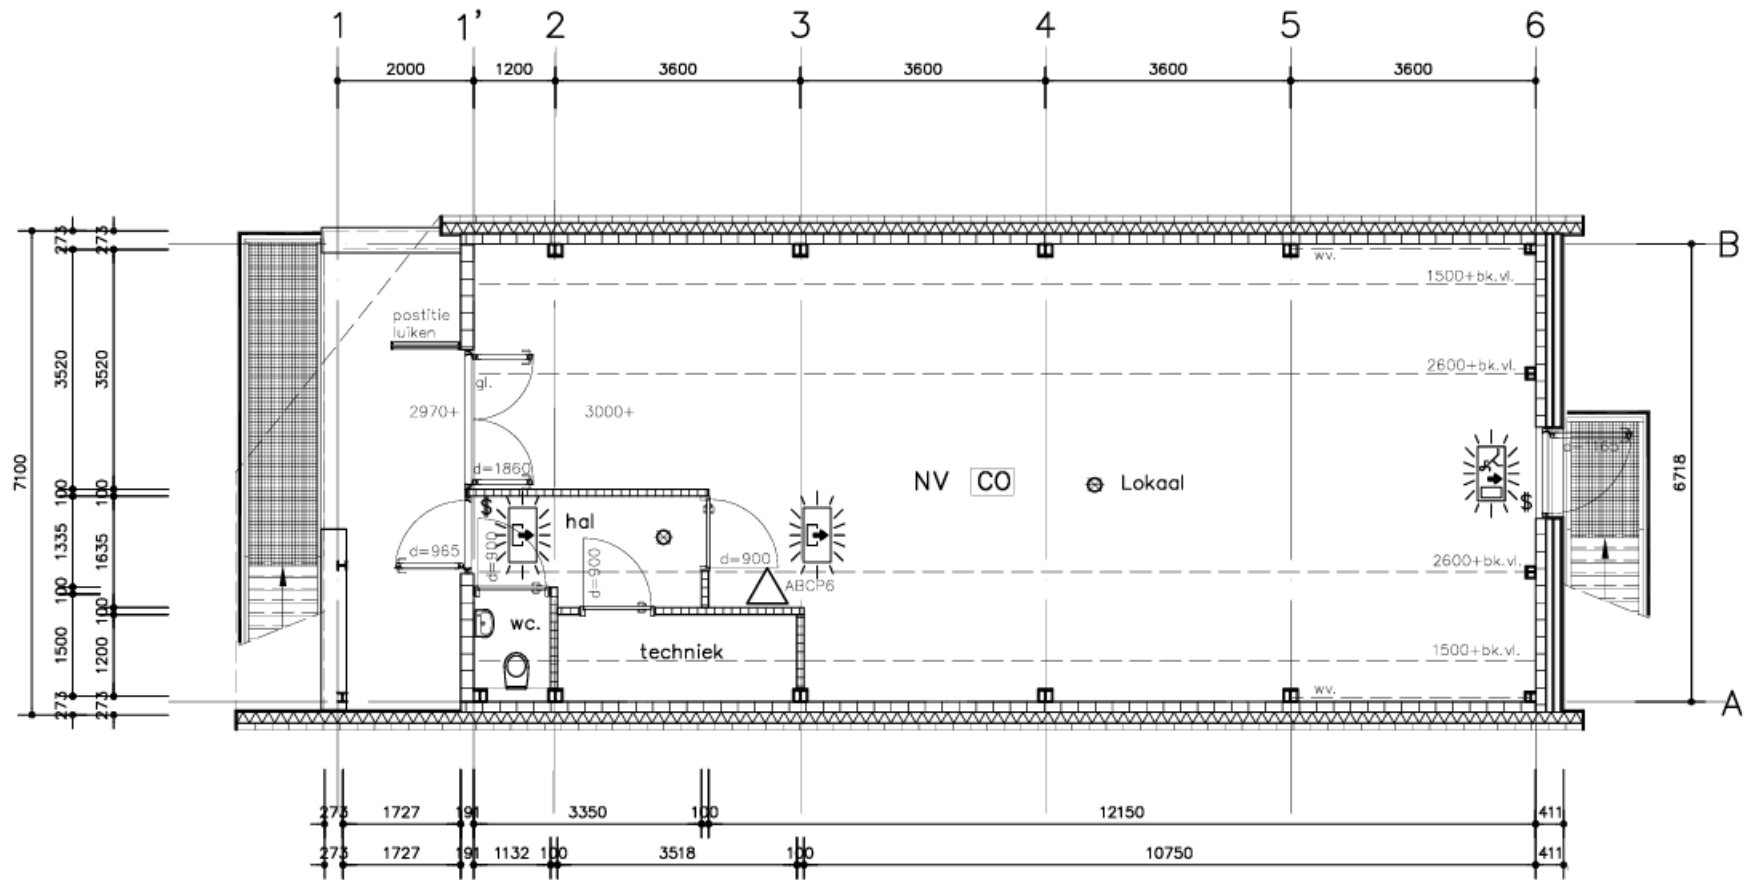 1 1' 2 3 4 5 6
2000 1200 3600 3600 3600 3600
B
273 273
wv.
1500+bk.vl.
postitie
luiken
3520 3520
2600+bk.vl.
gl.
2970+ 3000+
7100
6718
d=1860
NV CO Lokaal
100 100
$
hal
$
1335 1635
d=965
d=900
d=900
d=900
2600+bk.vl.
ABCP6
100 100
wc.
techniek
1500 1200
1500+bk.vl.
wv.
273 273
A
273 1727 191 3350 100 12150 411
273 1727 191 1132 100 3518 100 10750 411